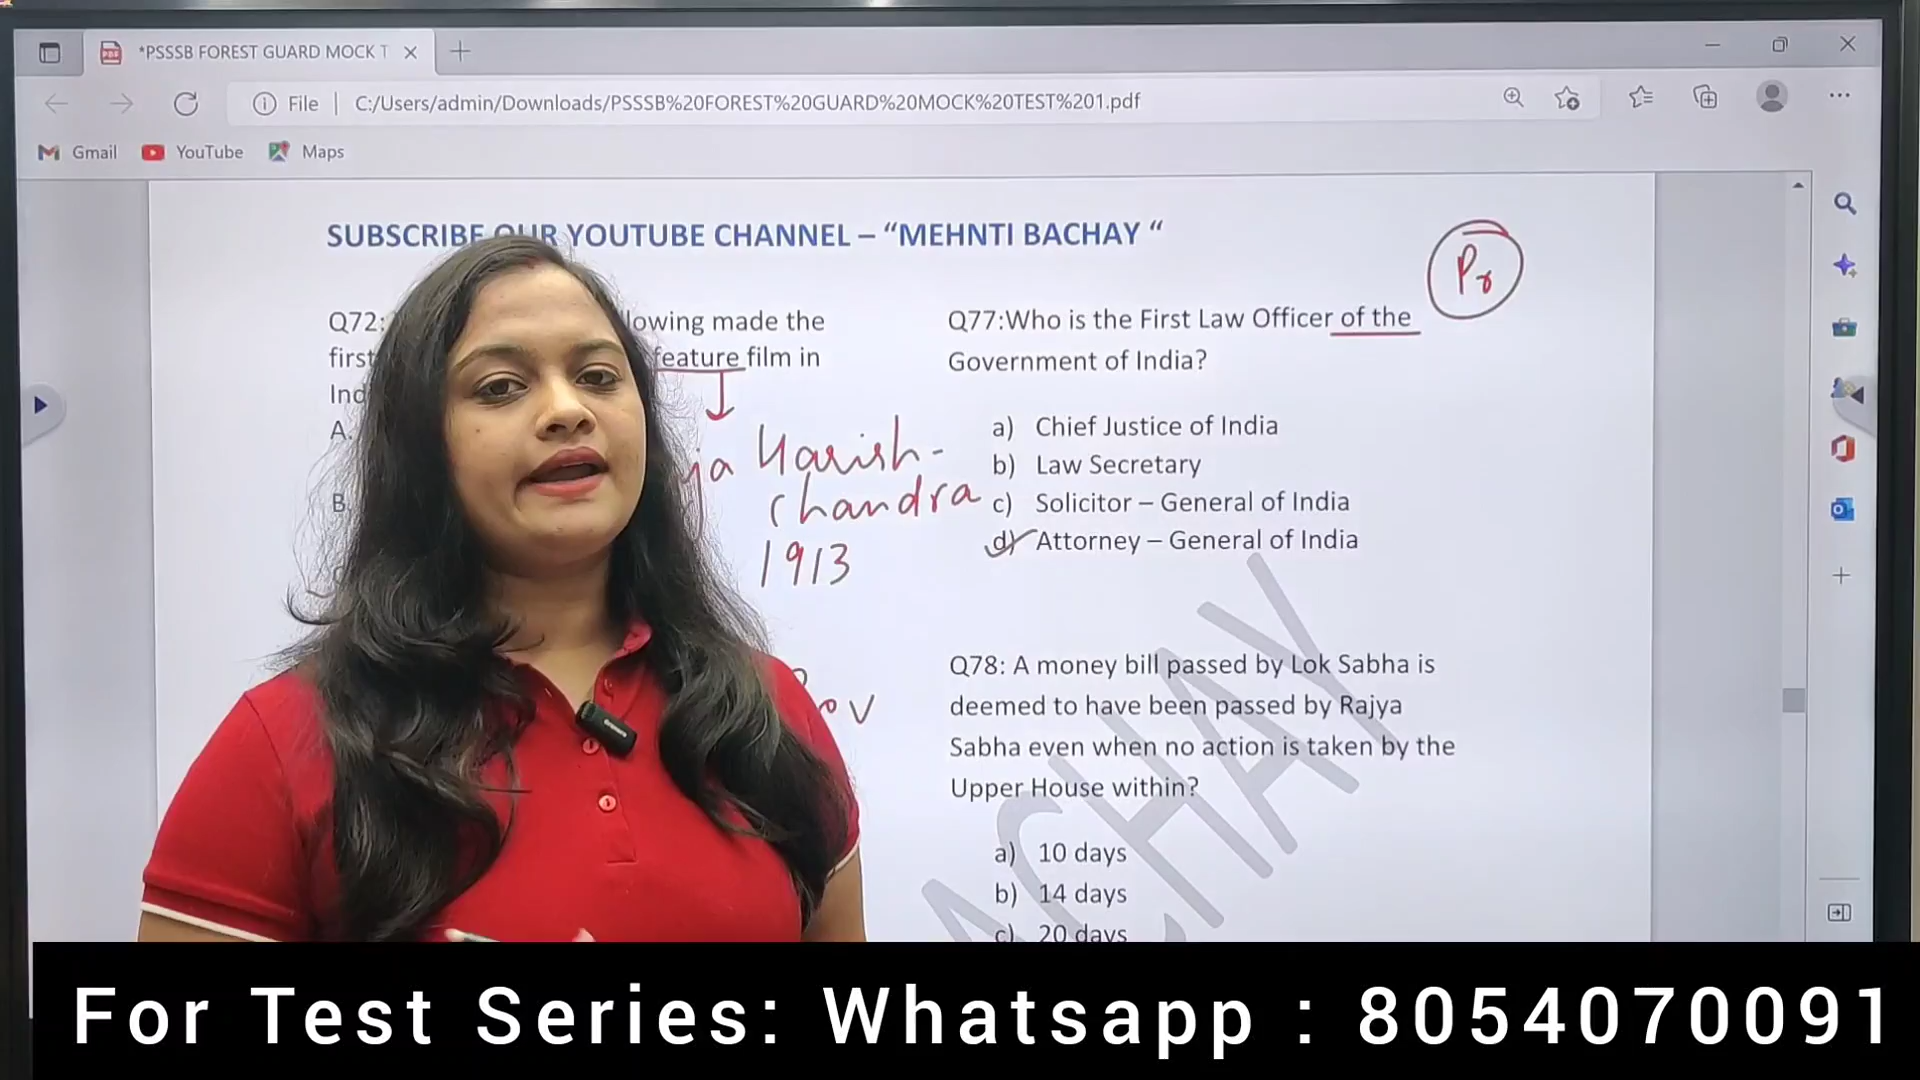 *PSSSB FOREST GUARD MOCK T
File
C:/Users/admin/Downloads/PSSSB%20FOREST%20GUARD%20MOCK%20TEST%201.pdf
Gmail
YouTube
Maps
SUBSCRIBE OUR YOUTUBE CHANNEL – “MEHNTI BACHAY “
Q72:
lowing made the
first
feature film in
Ind
A.
B.
ja Harish-
chandra
1913
Pr
Q77:Who is the First Law Officer of the
Government of India?
a) Chief Justice of India
b) Law Secretary
c) Solicitor – General of India
d) Attorney – General of India
Q78: A money bill passed by Lok Sabha is
deemed to have been passed by Rajya
Sabha even when no action is taken by the
Upper House within?
a) 10 days
b) 14 days
c) 20 days
ACHAY
For Test Series: Whatsapp : 8054070091